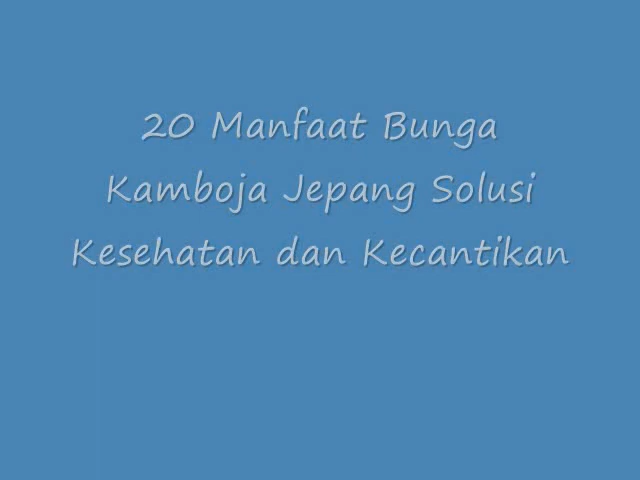 20 Manfaat Bunga
Kamboja Jepang Solusi
Kesehatan dan Kecantikan